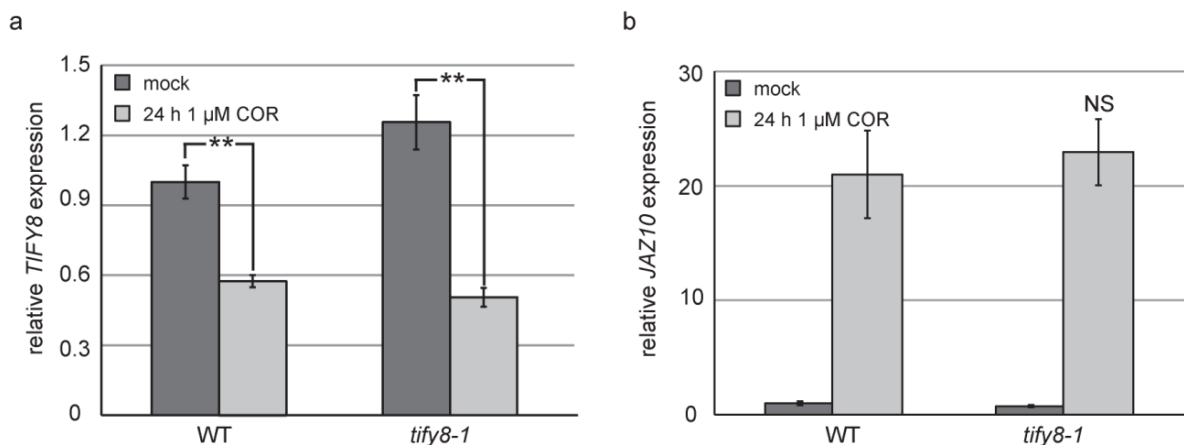 a
relative TIFY8 expression
1.5
1.2
0.9
0.6
0.3
0
mock
24 h 1 µM COR
**
**
WT
tify8-1
b
relative JAZ10 expression
30
20
10
0
mock
24 h 1 µM COR
NS
WT
tify8-1